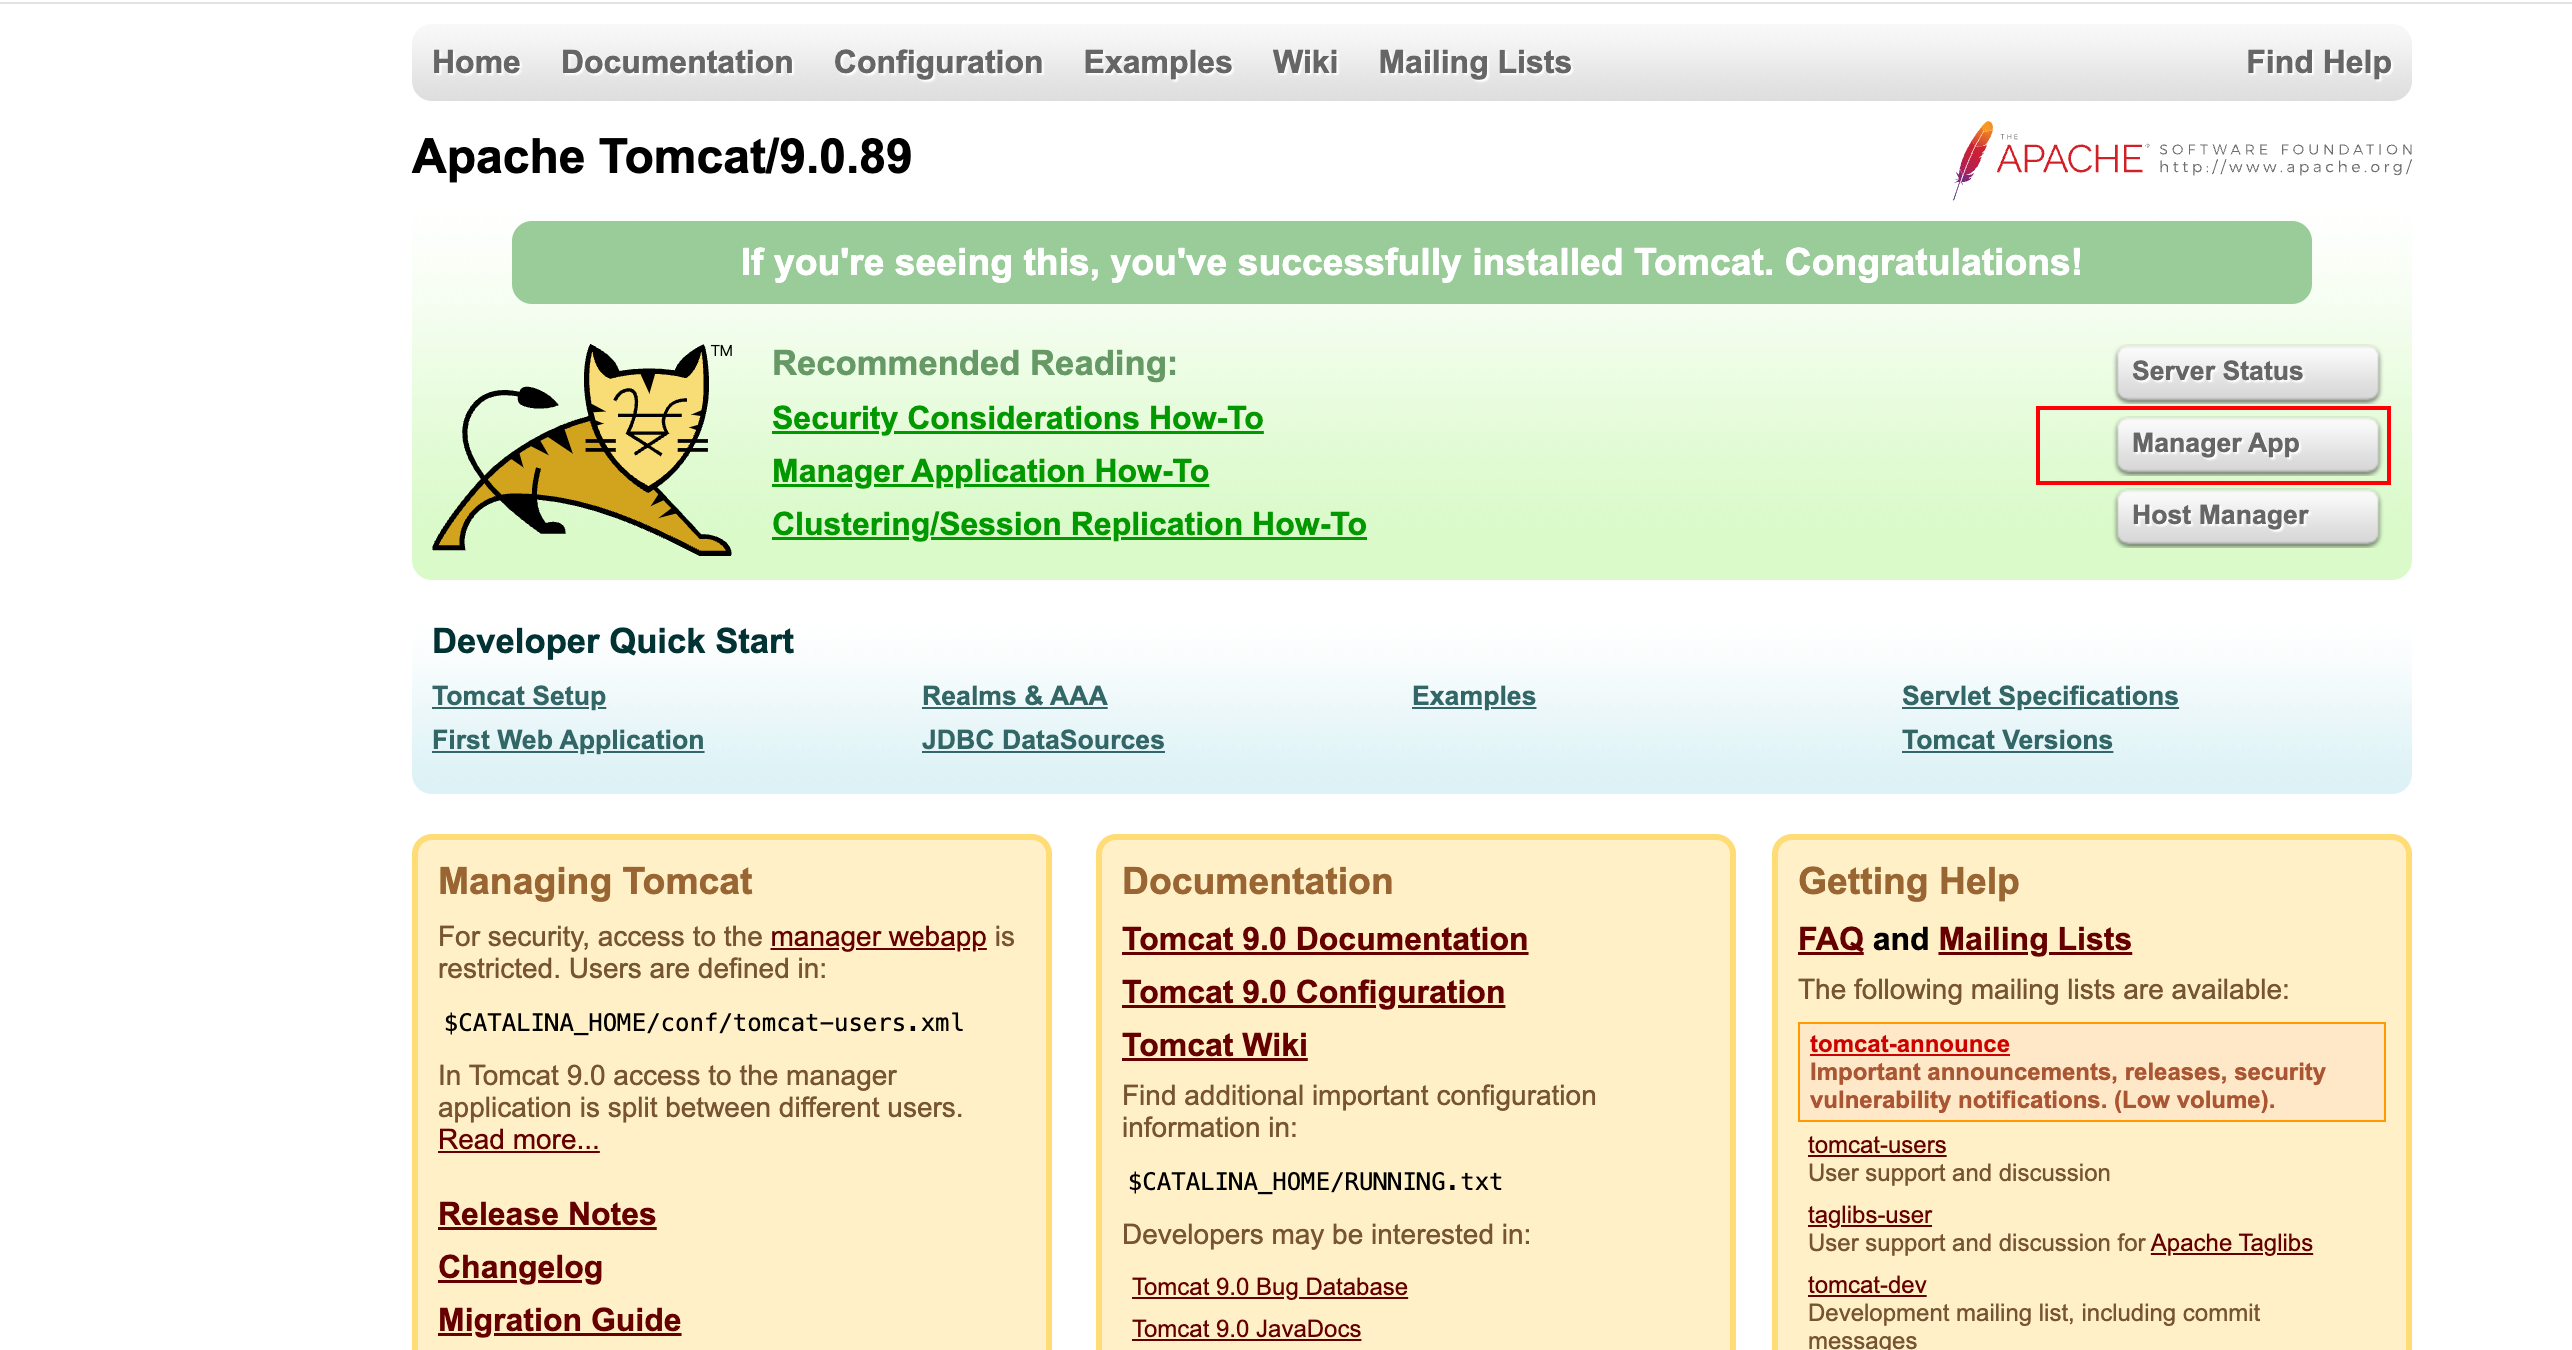 Home Documentation Configuration Examples Wiki Mailing Lists Find Help
Apache Tomcat/9.0.89
THE APACHE® SOFTWARE FOUNDATION
http://www.apache.org/
If you're seeing this, you've successfully installed Tomcat. Congratulations!
TM
Recommended Reading:
Security Considerations How-To
Manager Application How-To
Clustering/Session Replication How-To
Server Status
Manager App
Host Manager
Developer Quick Start
Tomcat Setup
First Web Application
Realms & AAA
JDBC DataSources
Examples
Servlet Specifications
Tomcat Versions
Managing Tomcat
For security, access to the manager webapp is
restricted. Users are defined in:
$CATALINA_HOME/conf/tomcat-users.xml
In Tomcat 9.0 access to the manager
application is split between different users.
Read more...
Release Notes
Changelog
Migration Guide
Documentation
Tomcat 9.0 Documentation
Tomcat 9.0 Configuration
Tomcat Wiki
Find additional important configuration
information in:
$CATALINA_HOME/RUNNING.txt
Developers may be interested in:
Tomcat 9.0 Bug Database
Tomcat 9.0 JavaDocs
Getting Help
FAQ and Mailing Lists
The following mailing lists are available:
tomcat-announce
Important announcements, releases, security
vulnerability notifications. (Low volume).
tomcat-users
User support and discussion
taglibs-user
User support and discussion for Apache Taglibs
tomcat-dev
Development mailing list, including commit
messages